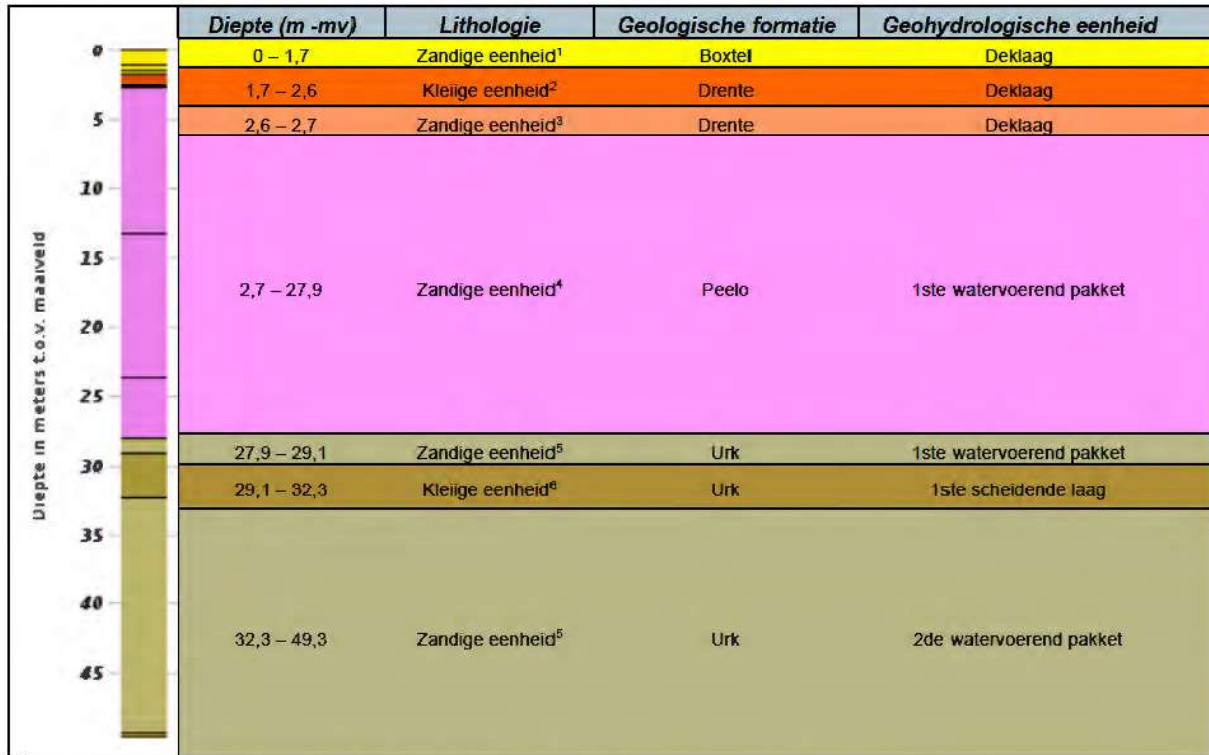 Diepte (m -mv) Lithologie Geologische formatie Geohydrologische eenheid
0 – 1,7 Zandige eenheid¹ Boxtel Deklaag
1,7 – 2,6 Kleiige eenheid² Drente Deklaag
2,6 – 2,7 Zandige eenheid³ Drente Deklaag
2,7 – 27,9 Zandige eenheid⁴ Peelo 1ste watervoerend pakket
27,9 – 29,1 Zandige eenheid⁵ Urk 1ste watervoerend pakket
29,1 – 32,3 Kleiige eenheid⁶ Urk 1ste scheidende laag
32,3 – 49,3 Zandige eenheid⁵ Urk 2de watervoerend pakket
Diepte in meters t.o.v. maaiveld
0
5
10
15
20
25
30
35
40
45